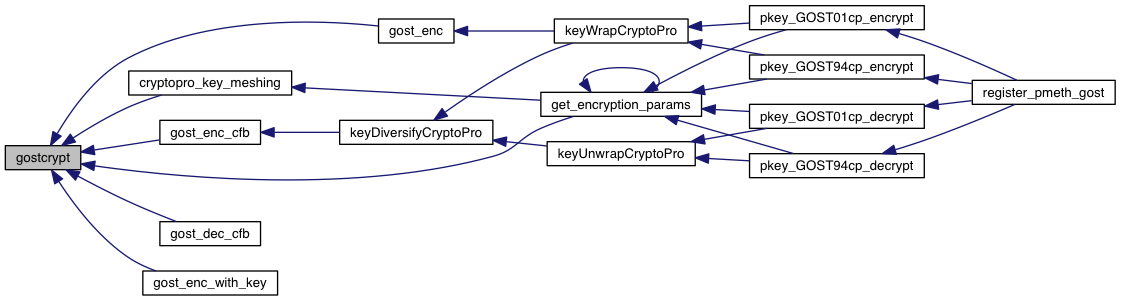 gostcrypt
gost_enc
cryptopro_key_meshing
gost_enc_cfb
gost_dec_cfb
gost_enc_with_key
keyDiversifyCryptoPro
keyWrapCryptoPro
get_encryption_params
keyUnwrapCryptoPro
pkey_GOST01cp_encrypt
pkey_GOST94cp_encrypt
pkey_GOST01cp_decrypt
pkey_GOST94cp_decrypt
register_pmeth_gost